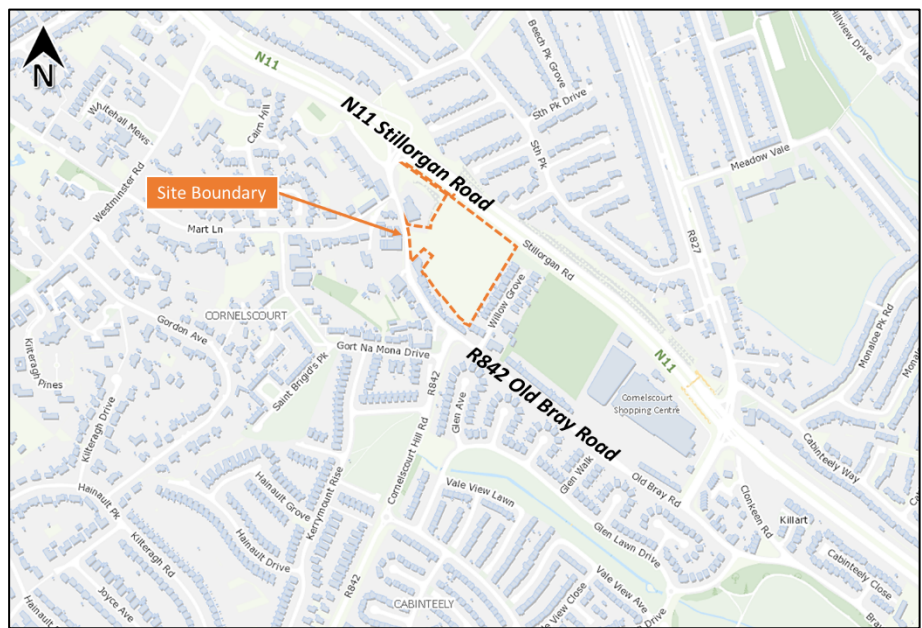 N
N11
N11 Stillorgan Road
Site Boundary
Whitehall Mews
Westminster Rd
Cairn Hill
Mart Ln
Beech Pk Grove
Sth Pk Drive
Sth Pk
Hillview Drive
Meadow Vale
R827
Stillorgan Rd
Willow Grove
CORNELSCOURT
Gordon Ave
Kilteragh Pines
Kilteragh Drive
Gort Na Mona Drive
Saint Brigid's Pk
R842
R842 Old Bray Road
N11
Monaloe Pk Rd
Cornelscourt
Shopping Centre
Glen Ave
Cornelscourt Hill Rd
Kerrymount Rise
Hainault Grove
Hainault Drive
Hainault Pk
Kilteragh Rd
Joyce Ave
Vale View Lawn
Glen Walk
Old Bray Rd
Glen Lawn Drive
Clonkeen Rd
Killart
Cabinteely Way
Cabinteely Close
R842
CABINTEELY
Vale View Ave